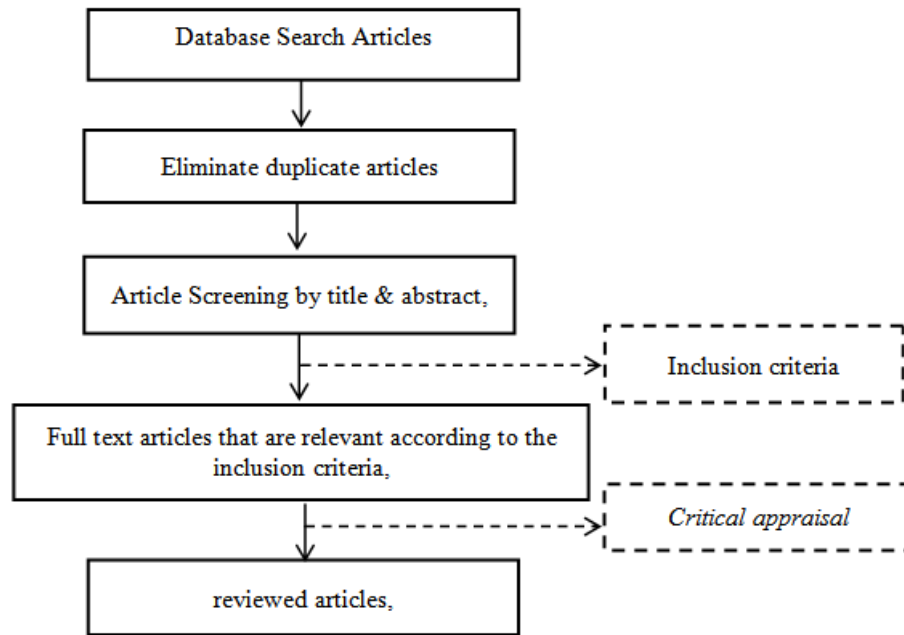 Database Search Articles
Eliminate duplicate articles
Article Screening by title & abstract,
Inclusion criteria
Full text articles that are relevant according to the
inclusion criteria,
Critical appraisal
reviewed articles,